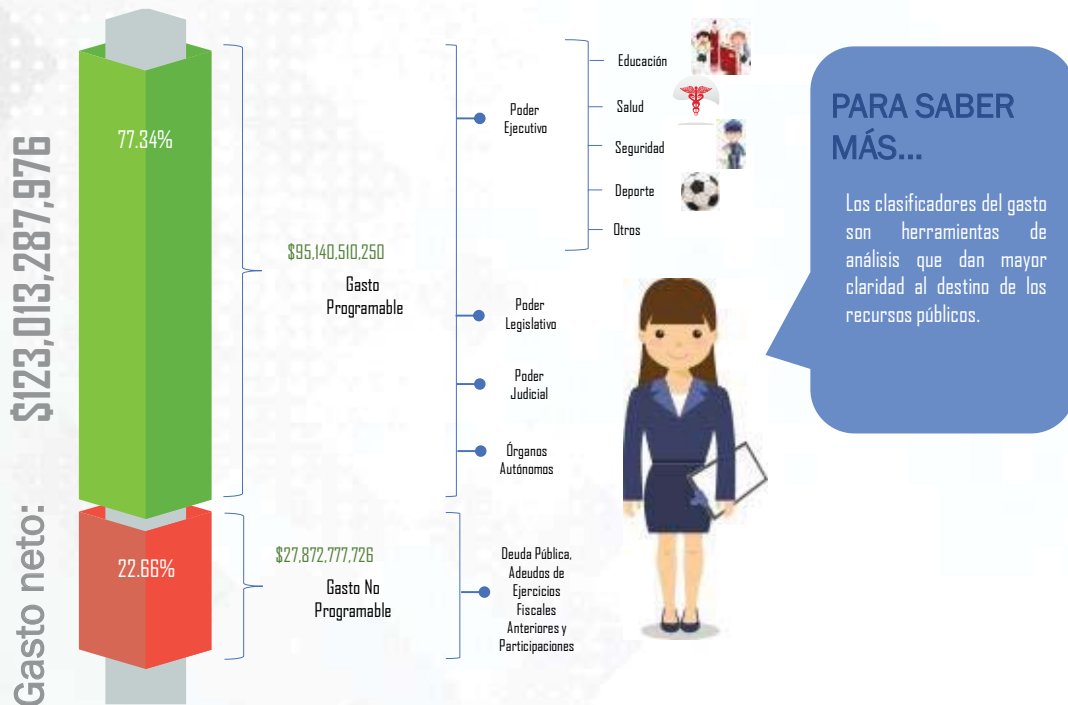 Gasto neto: $123,013,287,976
77.34%
22.66%
$95,140,510,250
Gasto
Programable
$27,872,777,726
Gasto No
Programable
Poder
Ejecutivo
Educación
Salud
Seguridad
Deporte
Otros
Poder
Legislativo
Poder
Judicial
Órganos
Autónomos
Deuda Pública,
Adeudos de
Ejercicios
Fiscales
Anteriores y
Participaciones
PARA SABER
MÁS...
Los clasificadores del gasto
son herramientas de
análisis que dan mayor
claridad al destino de los
recursos públicos.